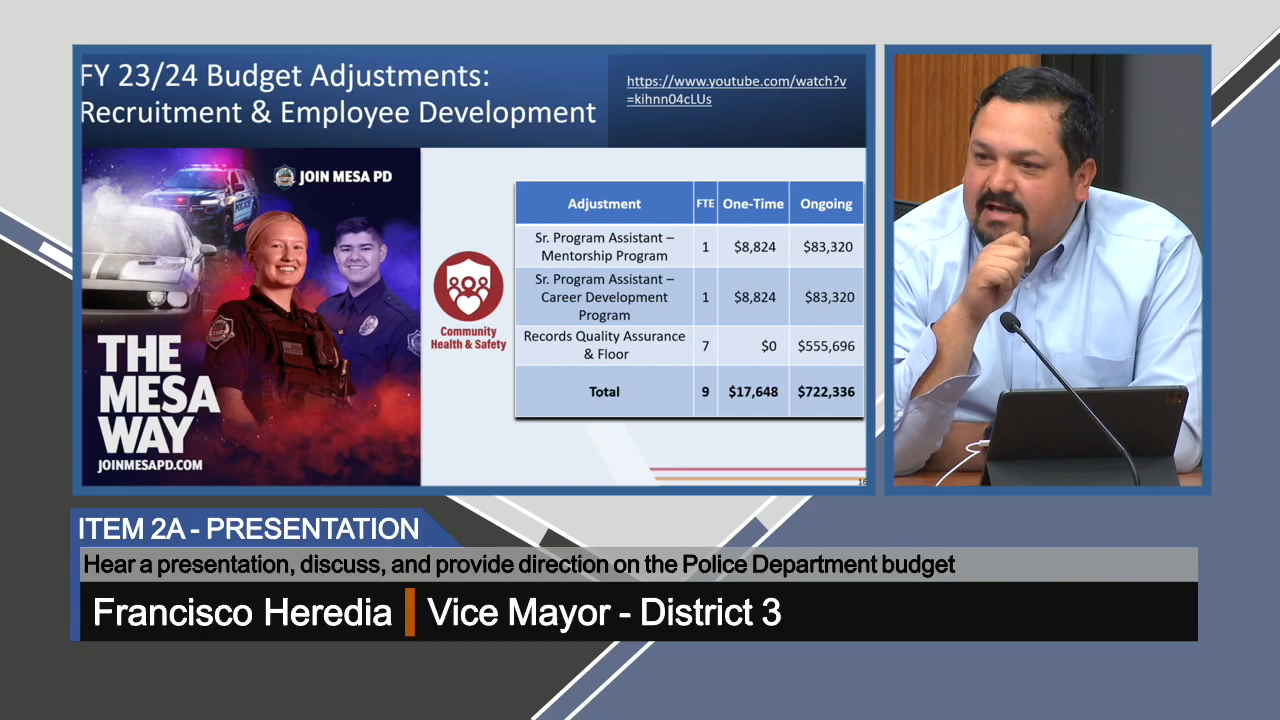 FY 23/24 Budget Adjustments:
Recruitment & Employee Development
https://www.youtube.com/watch?v
=kihnn04cLUs
JOIN MESA PD
THE
MESA
WAY
JOINMESAPD.COM
Community
Health & Safety
Adjustment FTE One-Time Ongoing
Sr. Program Assistant –
Mentorship Program 1 $8,824 $83,320
Sr. Program Assistant –
Career Development
Program 1 $8,824 $83,320
Records Quality Assurance
& Floor 7 $0 $555,696
Total 9 $17,648 $722,336
16
ITEM 2A - PRESENTATION
Hear a presentation, discuss, and provide direction on the Police Department budget
Francisco Heredia Vice Mayor - District 3